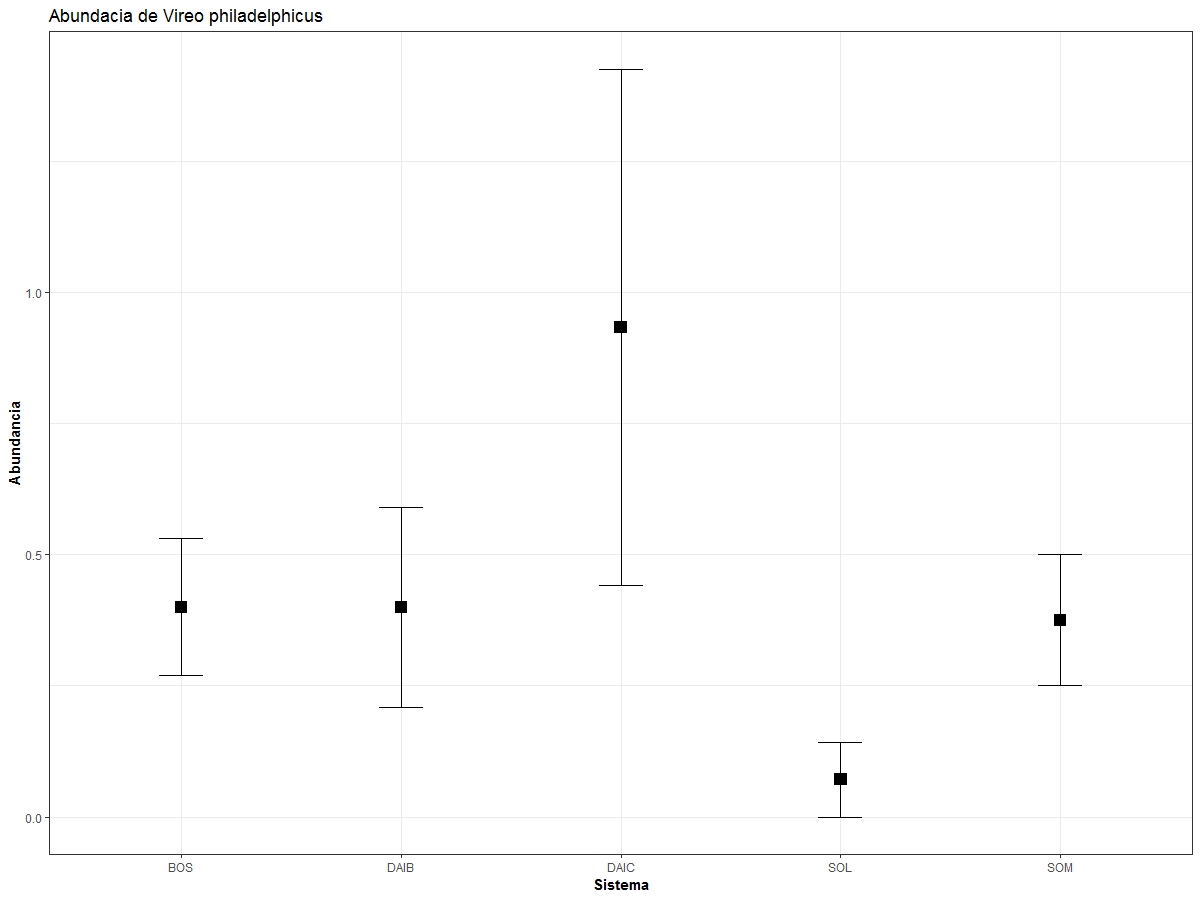 Abundacia de Vireo philadelphicus
Abundancia
1.0
0.5
0.0
BOS DAIB DAIC SOL SOM
Sistema